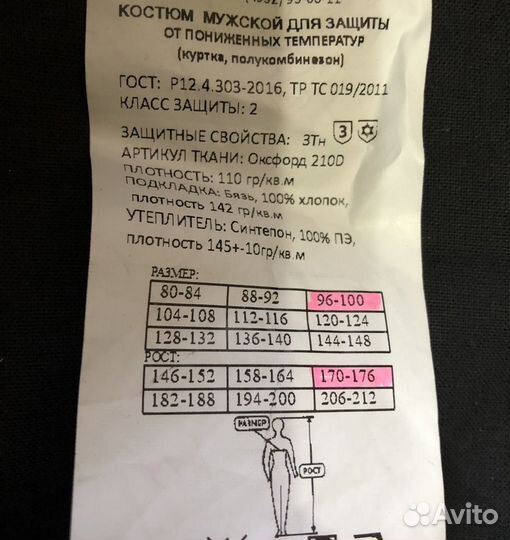 КОСТЮМ МУЖСКОЙ ДЛЯ ЗАЩИТЫ
ОТ ПОНИЖЕННЫХ ТЕМПЕРАТУР
(куртка, полукомбинезон)
ГОСТ: Р12.4.303-2016, ТР ТС 019/2011
КЛАСС ЗАЩИТЫ: 2
ЗАЩИТНЫЕ СВОЙСТВА: ЗТн З
АРТИКУЛ ТКАНИ: Оксфорд 210D
ПЛОТНОСТЬ: 110 гр/кв.м
ПОДКЛАДКА: Бязь, 100% хлопок,
плотность 142 гр/кв.м
УТЕПЛИТЕЛЬ: Синтепон, 100% ПЭ,
плотность 145+-10гр/кв.м
РАЗМЕР:
80-84 88-92 96-100
104-108 112-116 120-124
128-132 136-140 144-148
РОСТ:
146-152 158-164 170-176
182-188 194-200 206-212
РАЗМЕР
РОСТ
Avito